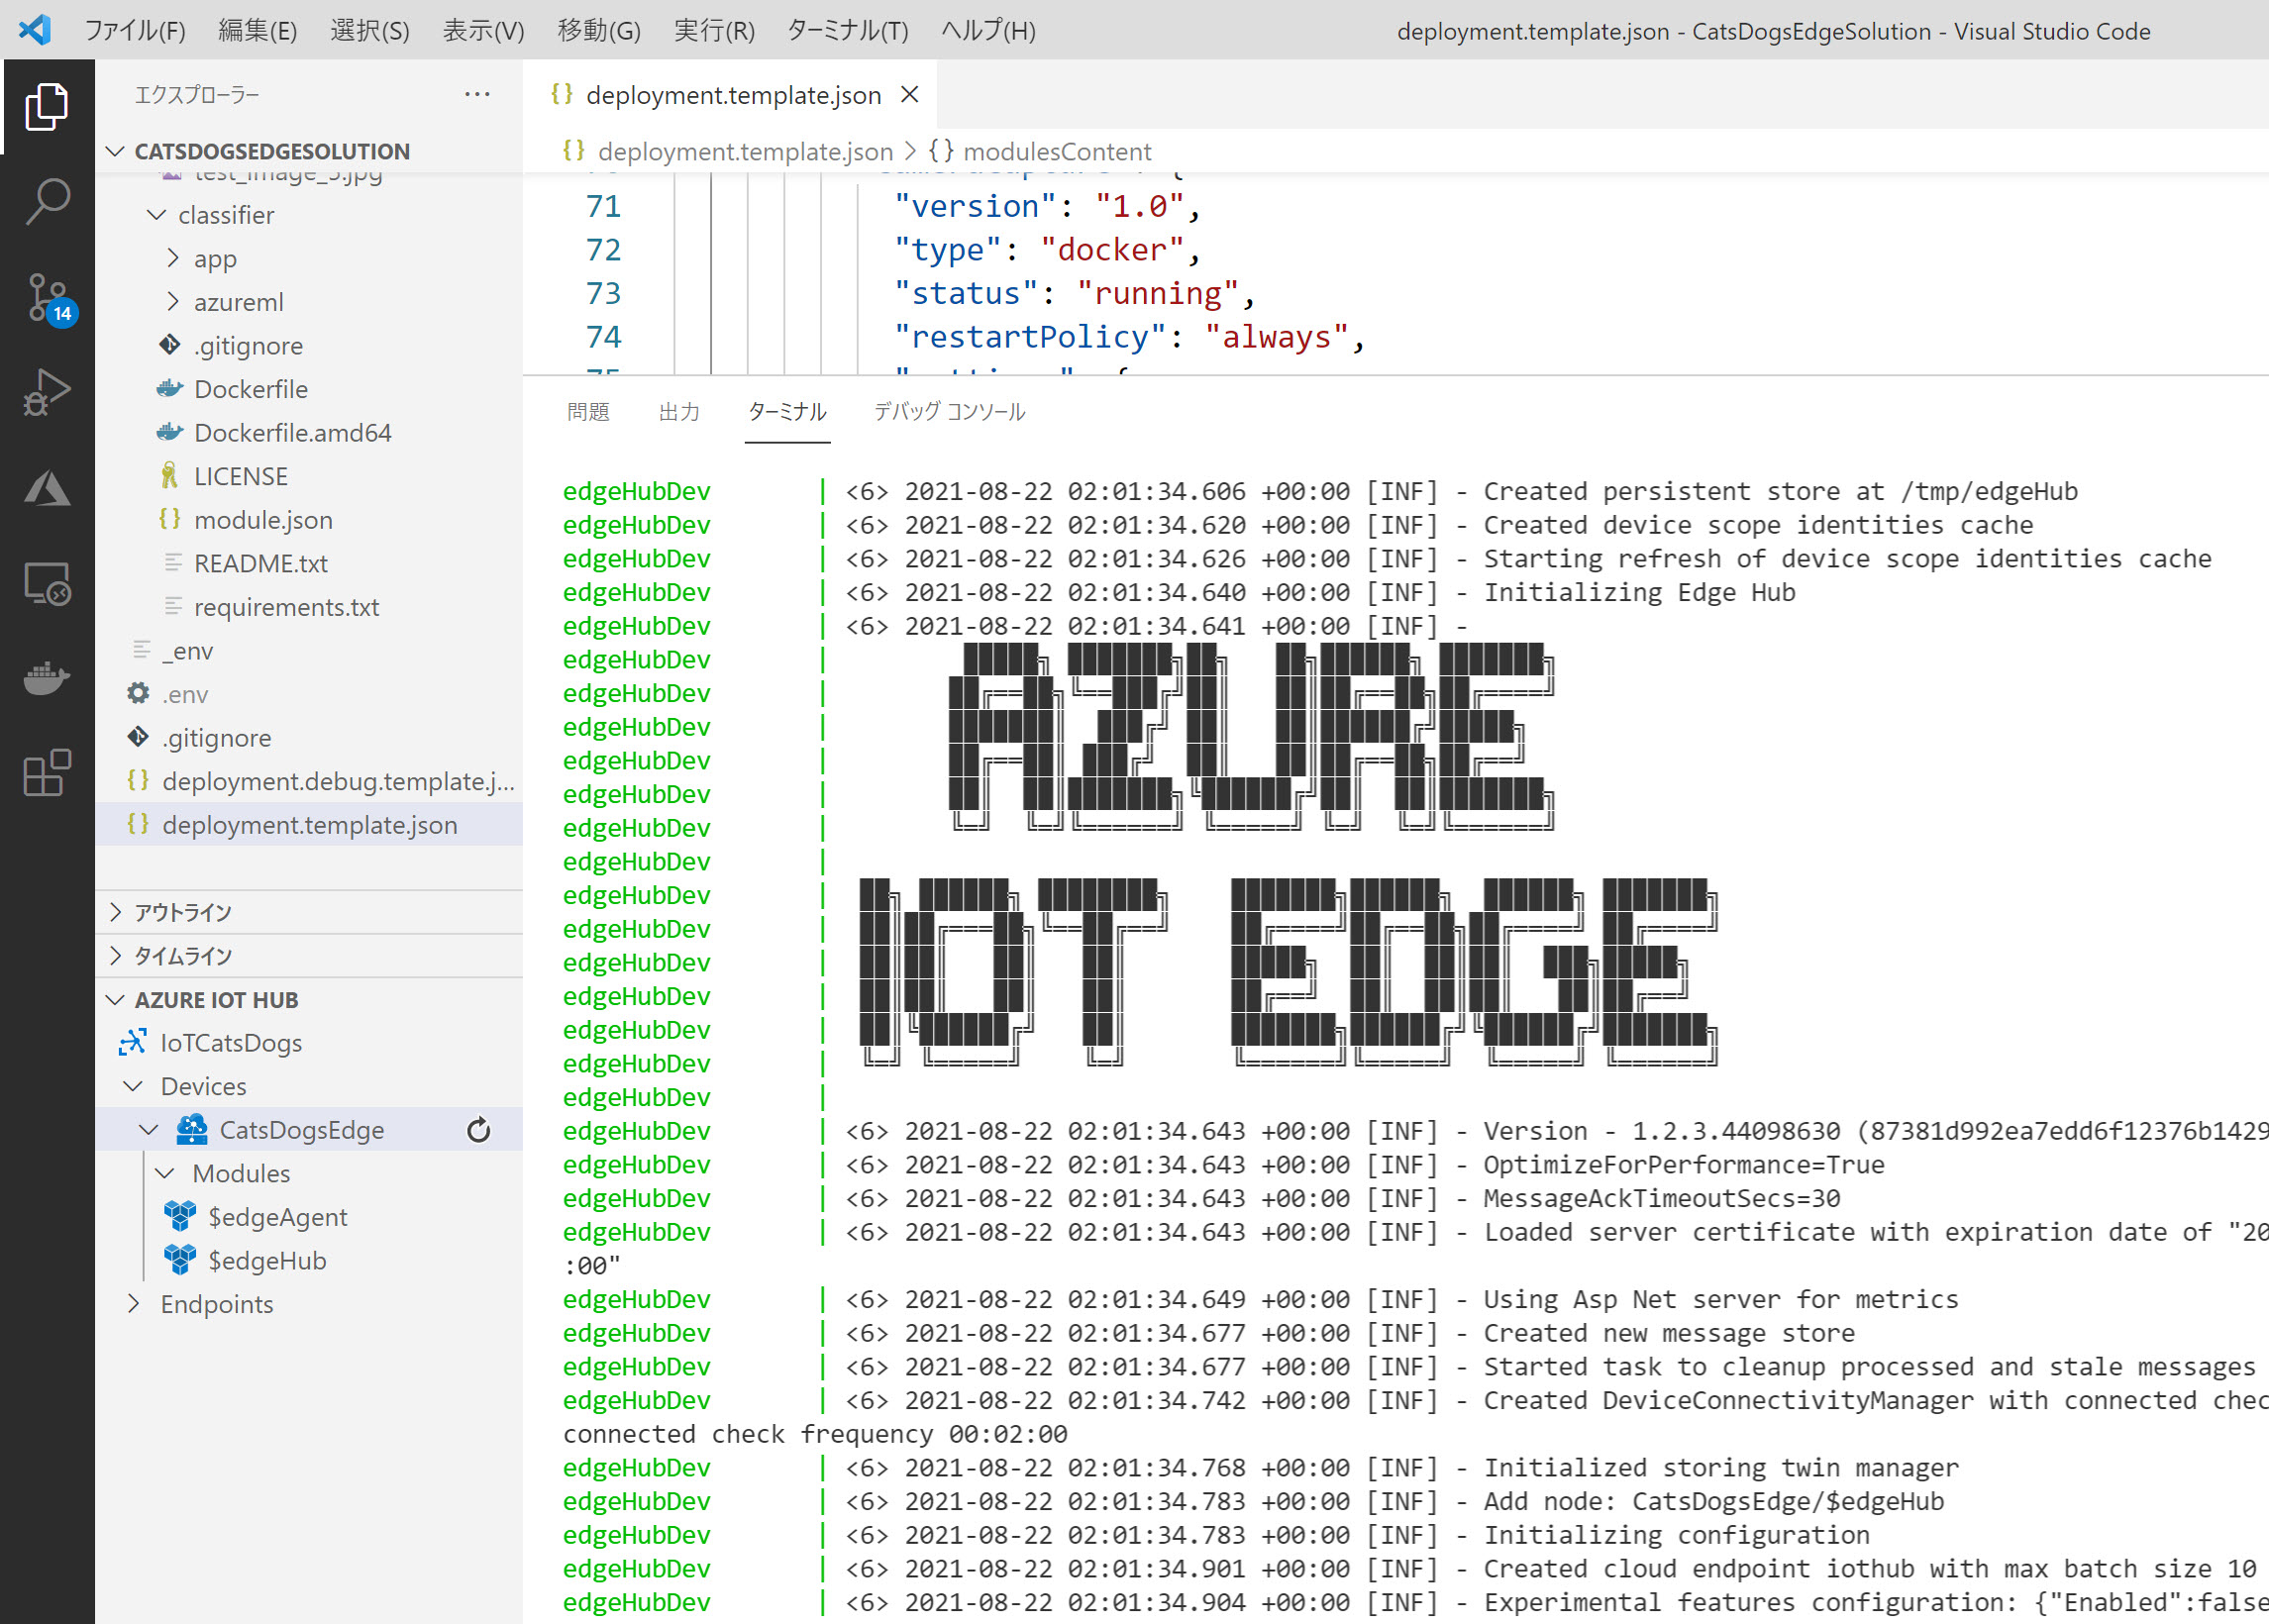 ファイル(F) 編集(E) 選択(S) 表示(V) 移動(G) 実行(R) ターミナル(T) ヘルプ(H) deployment.template.json - CatsDogsEdgeSolution - Visual Studio Code
エクスプローラー ···
CATSDOGSEDGESOLUTION
test_image_5.jpg
classifier
app
azureml
.gitignore
Dockerfile
Dockerfile.amd64
LICENSE
module.json
README.txt
requirements.txt
_env
.env
.gitignore
deployment.debug.template.j...
deployment.template.json
アウトライン
タイムライン
AZURE IOT HUB
IoTCatsDogs
Devices
CatsDogsEdge
Modules
$edgeAgent
$edgeHub
Endpoints
14
deployment.template.json
deployment.template.json > {} modulesContent
71 "version": "1.0",
72 "type": "docker",
73 "status": "running",
74 "restartPolicy": "always",
75
問題 出力 ターミナル デバッグ コンソール
edgeHubDev | <6> 2021-08-22 02:01:34.606 +00:00 [INF] - Created persistent store at /tmp/edgeHub
edgeHubDev | <6> 2021-08-22 02:01:34.620 +00:00 [INF] - Created device scope identities cache
edgeHubDev | <6> 2021-08-22 02:01:34.626 +00:00 [INF] - Starting refresh of device scope identities cache
edgeHubDev | <6> 2021-08-22 02:01:34.640 +00:00 [INF] - Initializing Edge Hub
edgeHubDev | <6> 2021-08-22 02:01:34.641 +00:00 [INF] -
edgeHubDev |
edgeHubDev |
edgeHubDev | AZURE
edgeHubDev |
edgeHubDev |
edgeHubDev |
edgeHubDev |
edgeHubDev |
edgeHubDev |
edgeHubDev | IOT EDGE
edgeHubDev |
edgeHubDev |
edgeHubDev |
edgeHubDev |
edgeHubDev | <6> 2021-08-22 02:01:34.643 +00:00 [INF] - Version - 1.2.3.44098630 (87381d992ea7edd6f12376b1429
edgeHubDev | <6> 2021-08-22 02:01:34.643 +00:00 [INF] - OptimizeForPerformance=True
edgeHubDev | <6> 2021-08-22 02:01:34.643 +00:00 [INF] - MessageAckTimeoutSecs=30
edgeHubDev | <6> 2021-08-22 02:01:34.643 +00:00 [INF] - Loaded server certificate with expiration date of "20
:00"
edgeHubDev | <6> 2021-08-22 02:01:34.649 +00:00 [INF] - Using Asp Net server for metrics
edgeHubDev | <6> 2021-08-22 02:01:34.677 +00:00 [INF] - Created new message store
edgeHubDev | <6> 2021-08-22 02:01:34.677 +00:00 [INF] - Started task to cleanup processed and stale messages
edgeHubDev | <6> 2021-08-22 02:01:34.742 +00:00 [INF] - Created DeviceConnectivityManager with connected chec
connected check frequency 00:02:00
edgeHubDev | <6> 2021-08-22 02:01:34.768 +00:00 [INF] - Initialized storing twin manager
edgeHubDev | <6> 2021-08-22 02:01:34.783 +00:00 [INF] - Add node: CatsDogsEdge/$edgeHub
edgeHubDev | <6> 2021-08-22 02:01:34.783 +00:00 [INF] - Initializing configuration
edgeHubDev | <6> 2021-08-22 02:01:34.901 +00:00 [INF] - Created cloud endpoint iothub with max batch size 10
edgeHubDev | <6> 2021-08-22 02:01:34.904 +00:00 [INF] - Experimental features configuration: {"Enabled":false